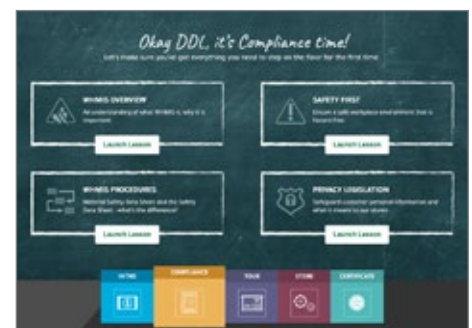 Okay DDL, it's Compliance time!
Let's make sure you've got everything you need to step on the floor for the first time
WHMIS OVERVIEW
An understanding of what WHMIS is, why it is
important
Launch Lesson
SAFETY FIRST
Ensure a safe workplace environment that is
hazard free
Launch Lesson
WHMIS PROCEDURES
Material Safety Data Sheet and the Safety
Data Sheet - what's the difference?
Launch Lesson
PRIVACY LEGISLATION
Safeguard customer personal information and
what it means to our stores
Launch Lesson
INTRO
COMPLIANCE
TOUR
STORE
CERTIFICATE